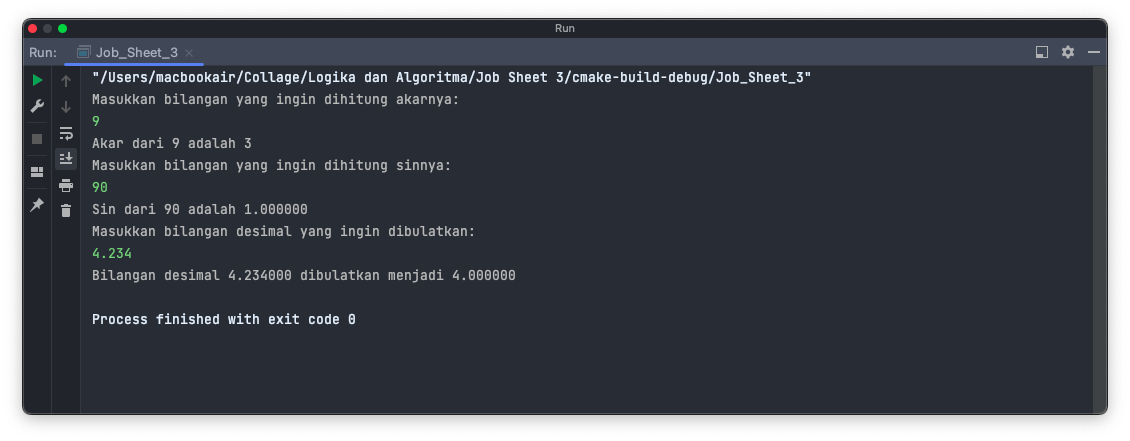 Run
Run:
Job_Sheet_3
"/Users/macbookair/Collage/Logika dan Algoritma/Job Sheet 3/cmake-build-debug/Job_Sheet_3"
Masukkan bilangan yang ingin dihitung akarnya:
9
Akar dari 9 adalah 3
Masukkan bilangan yang ingin dihitung sinnya:
90
Sin dari 90 adalah 1.000000
Masukkan bilangan desimal yang ingin dibulatkan:
4.234
Bilangan desimal 4.234000 dibulatkan menjadi 4.000000
Process finished with exit code 0